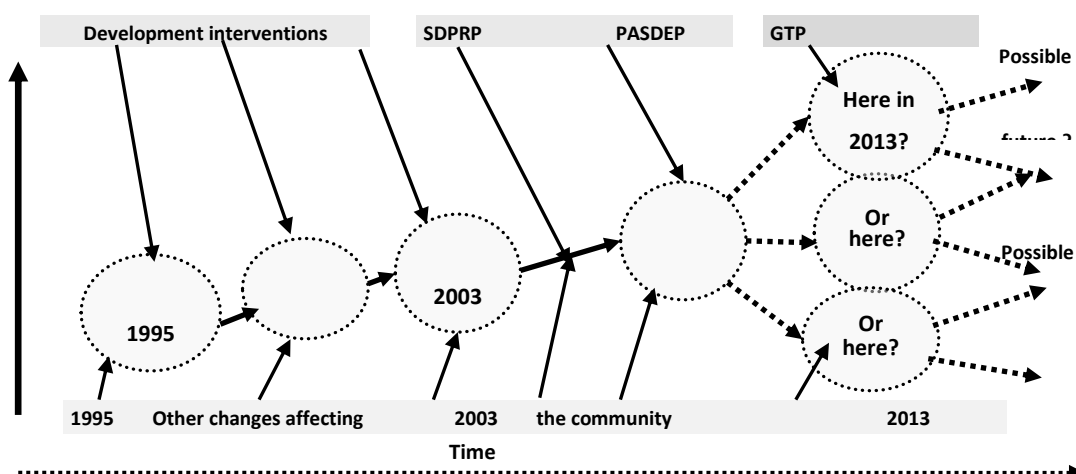 Development interventions SDPRP PASDEP GTP
Possible
Here in
2013?
future ?
Or
here?
Possible
2003
1995
Or
here?
1995 Other changes affecting 2003 the community 2013
Time